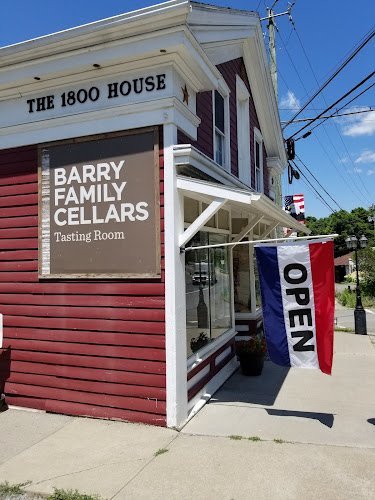 THE 1800 HOUSE
BARRY
FAMILY
CELLARS
Tasting Room
OPEN